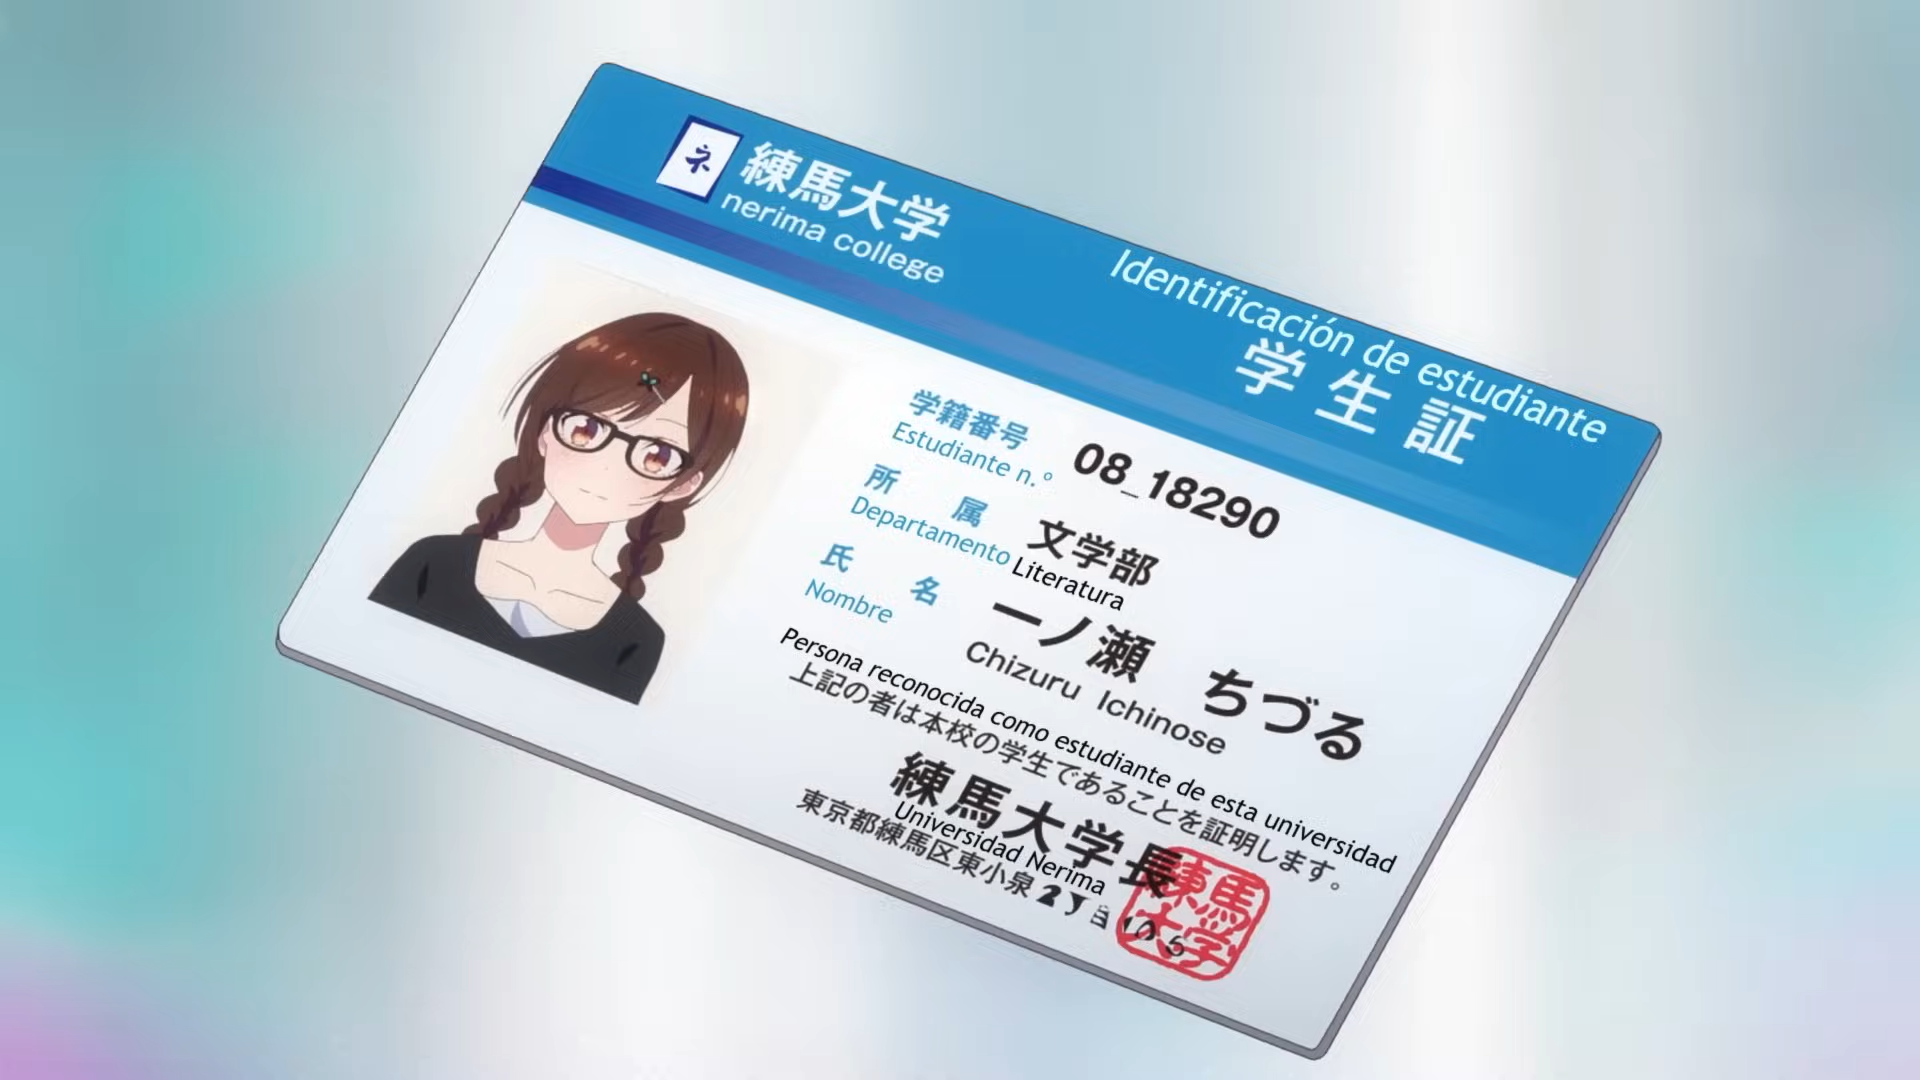 ネ
練馬大学
nerima college
Identificación de estudiante
学生証
学籍番号 08_18290
Estudiante n.º
所属 文学部
Departamento Literatura
氏名 一ノ瀬 ちづる
Nombre Chizuru Ichinose
Persona reconocida como estudiante de esta universidad
上記の者は本校の学生であることを証明します。
練馬大学長
Universidad Nerima
東京都練馬区東小泉
練馬
大学